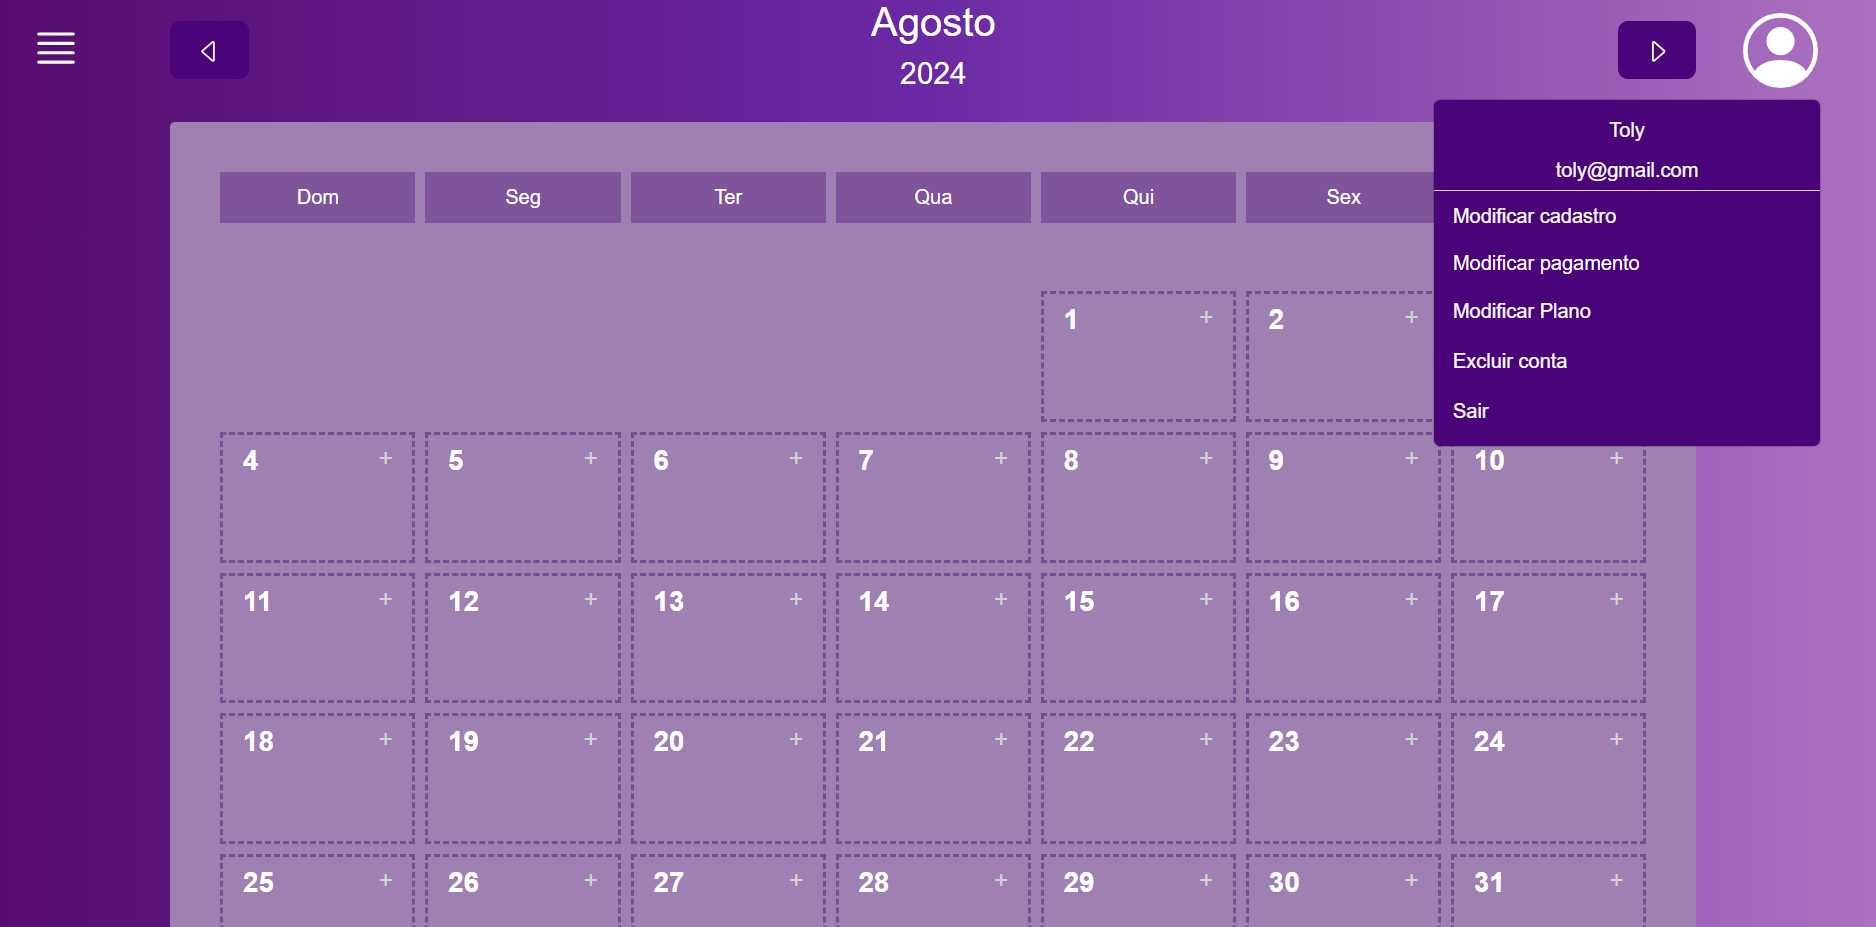 Agosto
2024
Toly
toly@gmail.com
Modificar cadastro
Modificar pagamento
Modificar Plano
Excluir conta
Sair
Dom Seg Ter Qua Qui Sex
1 + 2 +
4 + 5 + 6 + 7 + 8 + 9 + 10 +
11 + 12 + 13 + 14 + 15 + 16 + 17 +
18 + 19 + 20 + 21 + 22 + 23 + 24 +
25 + 26 + 27 + 28 + 29 + 30 + 31 +